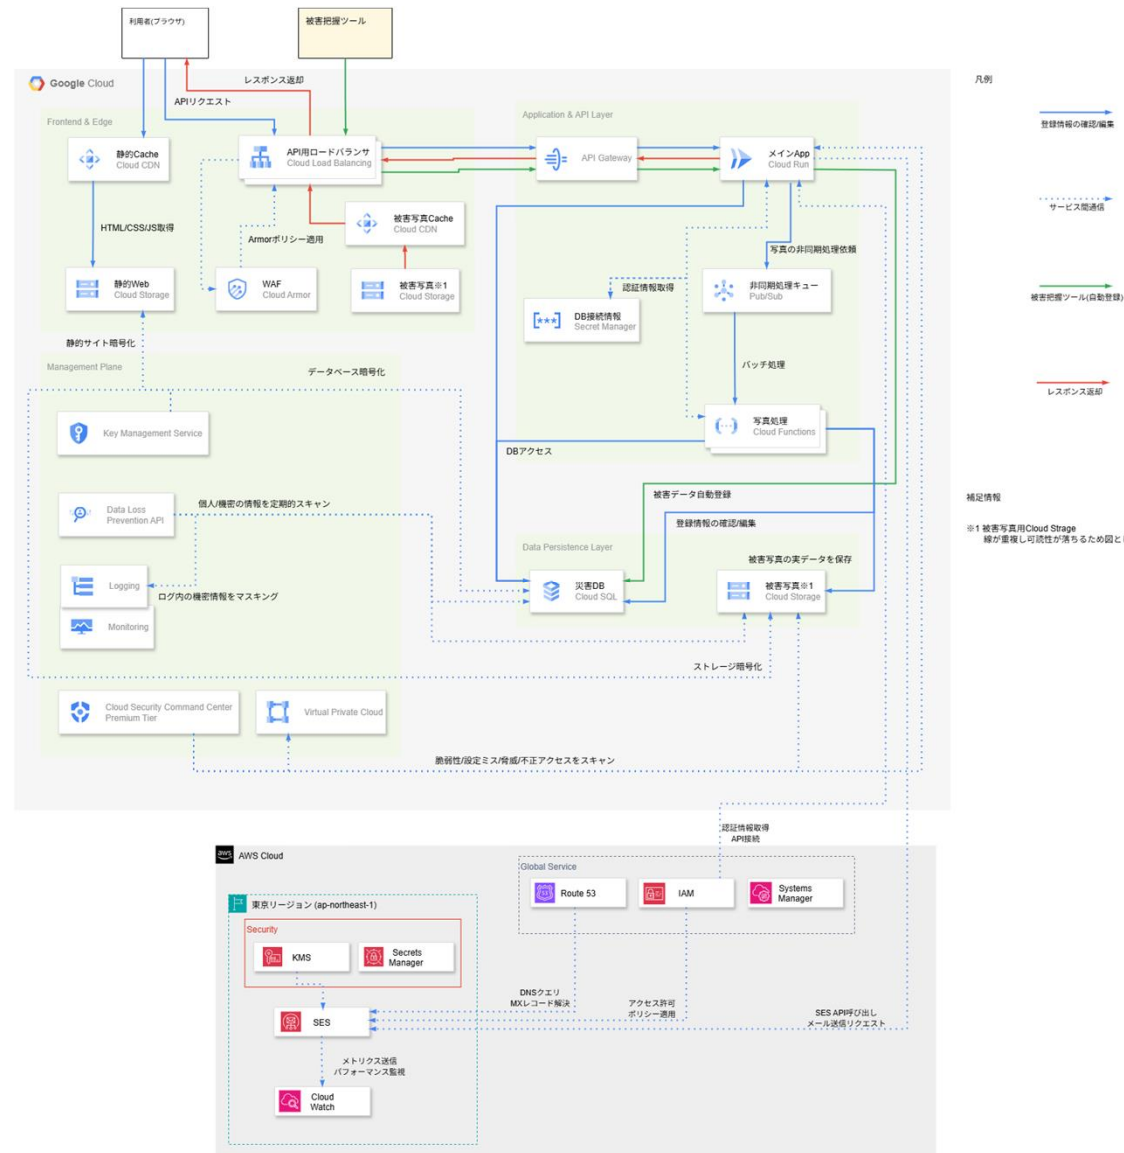 利用者(ブラウザ)
被害把握ツール
Google Cloud
レスポンス返却
APIリクエスト
Frontend & Edge
静的Cache
Cloud CDN
API用ロードバランサ
Cloud Load Balancing
HTML/CSS/JS取得
Armorポリシー適用
被害写真Cache
Cloud CDN
静的Web
Cloud Storage
WAF
Cloud Armor
被害写真※1
Cloud Storage
Application & API Layer
API Gateway
メインApp
Cloud Run
写真の非同期処理依頼
認証情報取得
非同期処理キュー
Pub/Sub
DB接続情報
Secret Manager
バッチ処理
写真処理
Cloud Functions
DBアクセス
静的サイト暗号化
Management Plane
データベース暗号化
Key Management Service
個人/機密の情報を定期的スキャン
Data Loss
Prevention API
Logging
ログ内の機密情報をマスキング
Monitoring
Cloud Security Command Center
Premium Tier
Virtual Private Cloud
被害データ自動登録
登録情報の確認/編集
Data Persistence Layer
被害写真の実データを保存
災害DB
Cloud SQL
被害写真※1
Cloud Storage
ストレージ暗号化
脆弱性/設定ミス/脅威/不正アクセスをスキャン
凡例
登録情報の確認/編集
サービス間通信
被害把握ツール(自動登録)
レスポンス返却
補足情報
※1 被害写真用Cloud Strage
線が重複し可読性が落ちるため図と
認証情報取得
API接続
aws
AWS Cloud
Global Service
Route 53
IAM
Systems
Manager
東京リージョン (ap-northeast-1)
Security
KMS
Secrets
Manager
DNSクエリ
MXレコード解決
アクセス許可
ポリシー適用
SES API呼び出し
メール送信リクエスト
SES
メトリクス送信
パフォーマンス監視
Cloud
Watch